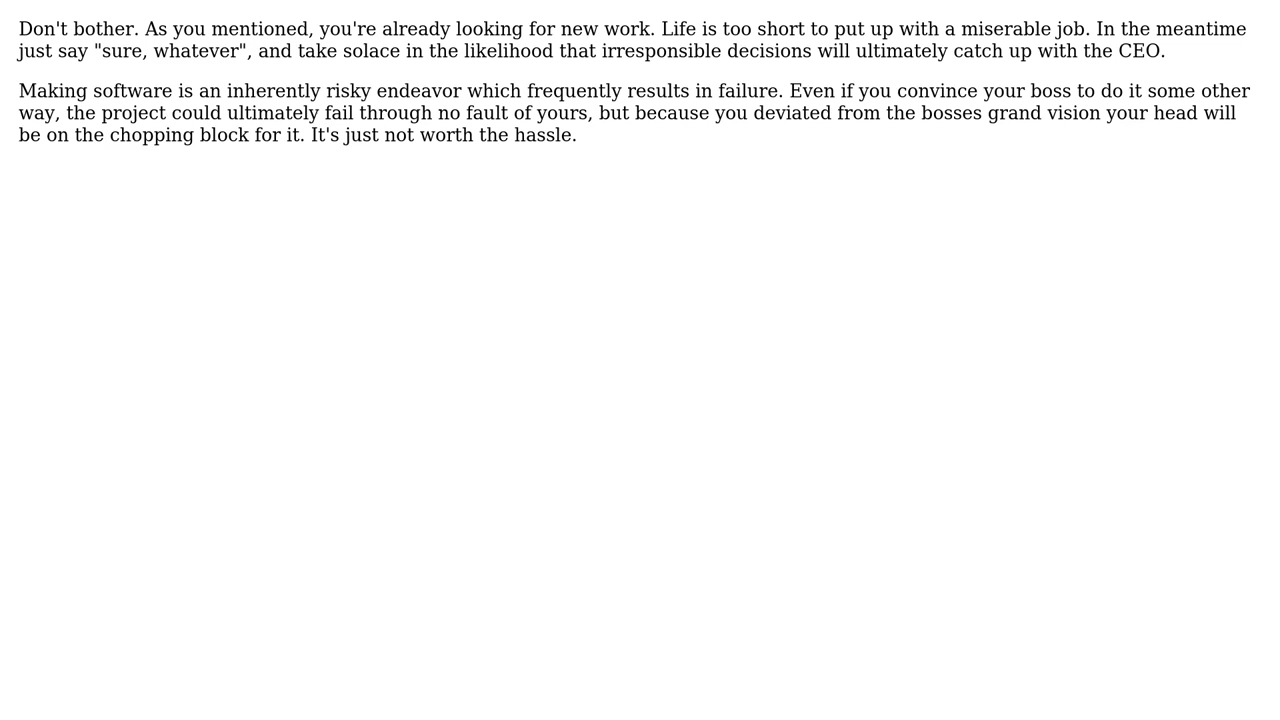 Don't bother. As you mentioned, you're already looking for new work. Life is too short to put up with a miserable job. In the meantime
just say "sure, whatever", and take solace in the likelihood that irresponsible decisions will ultimately catch up with the CEO.
Making software is an inherently risky endeavor which frequently results in failure. Even if you convince your boss to do it some other
way, the project could ultimately fail through no fault of yours, but because you deviated from the bosses grand vision your head will
be on the chopping block for it. It's just not worth the hassle.